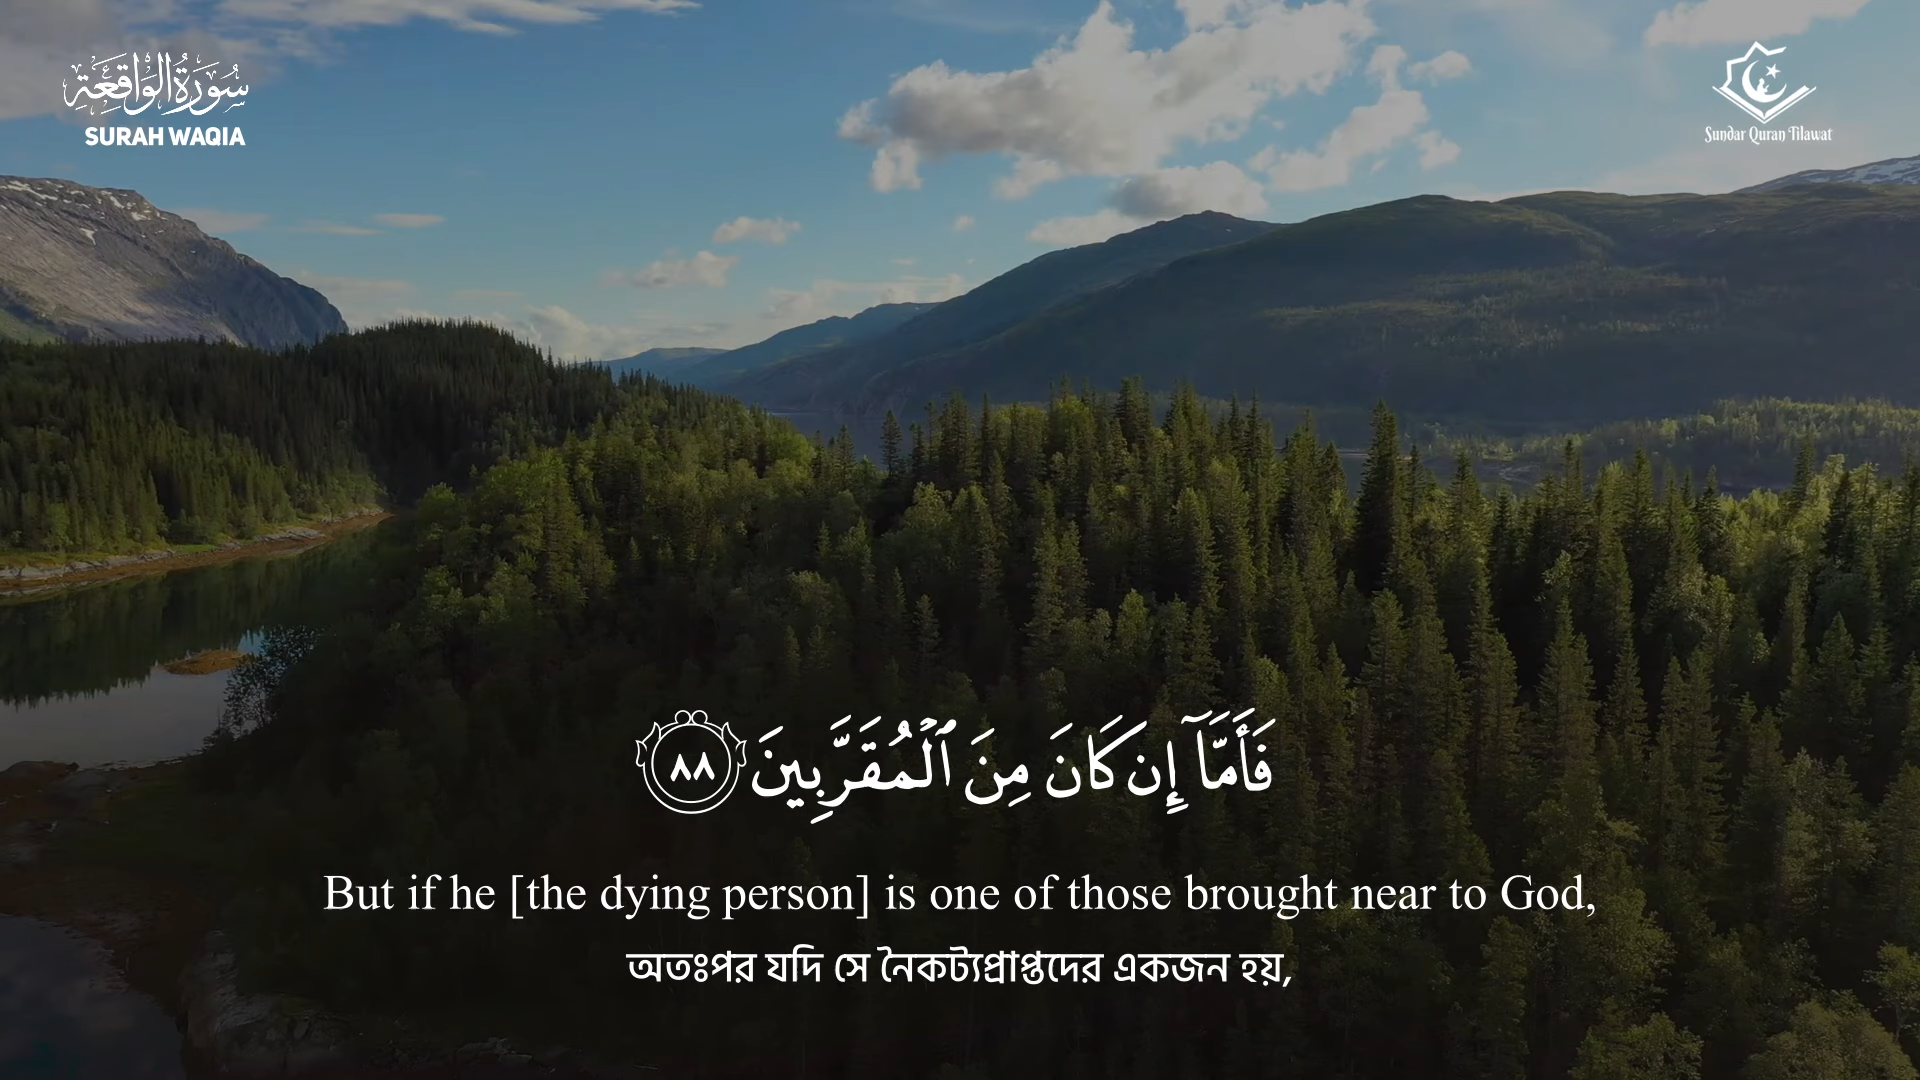 سُورَةُ الْوَاقِعَة
SURAH WAQIA
Sundar Quran Tilawat
فَأَمَّآ إِن كَانَ مِنَ ٱلْمُقَرَّبِينَ ٨٨
But if he [the dying person] is one of those brought near to God,
অতঃপর যদি সে নৈকট্যপ্রাপ্তদের একজন হয়,